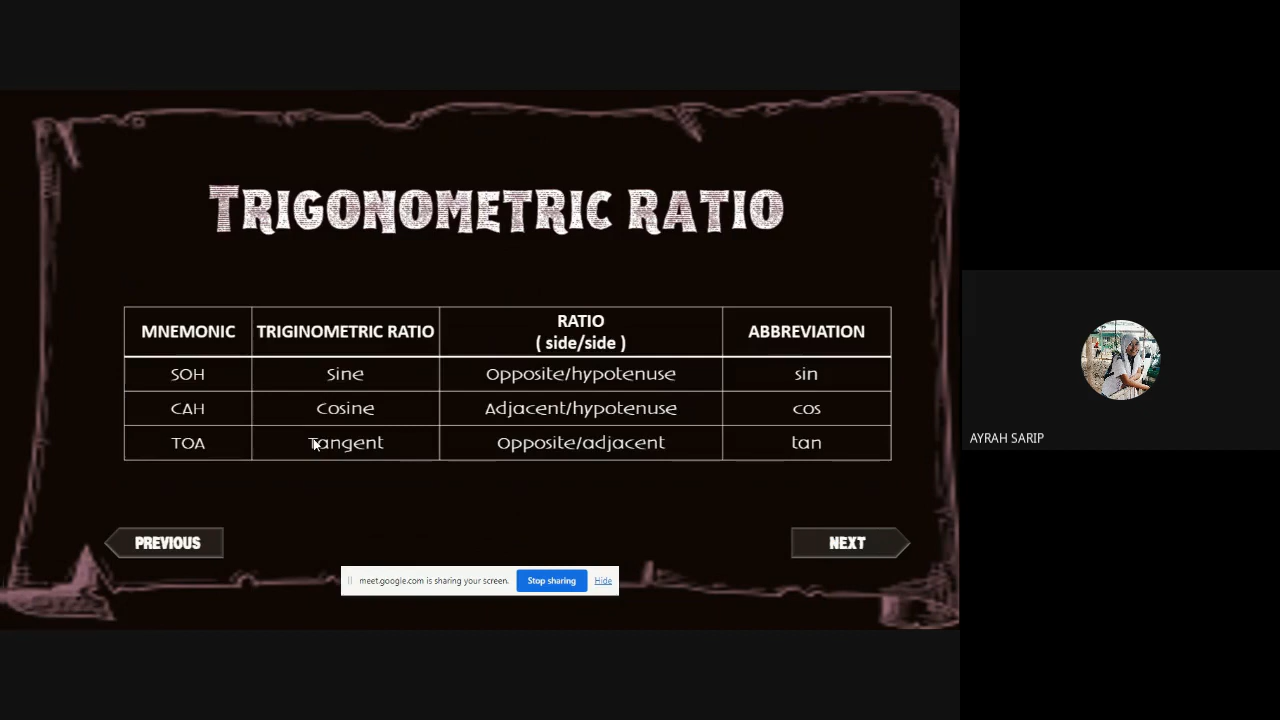 TRIGONOMETRIC RATIO
MNEMONIC TRIGINOMETRIC RATIO RATIO ( side/side ) ABBREVIATION
SOH Sine Opposite/hypotenuse sin
CAH Cosine Adjacent/hypotenuse cos
TOA Tangent Opposite/adjacent tan
AYRAH SARIP
PREVIOUS NEXT
meet.google.com is sharing your screen. Stop sharing Hide